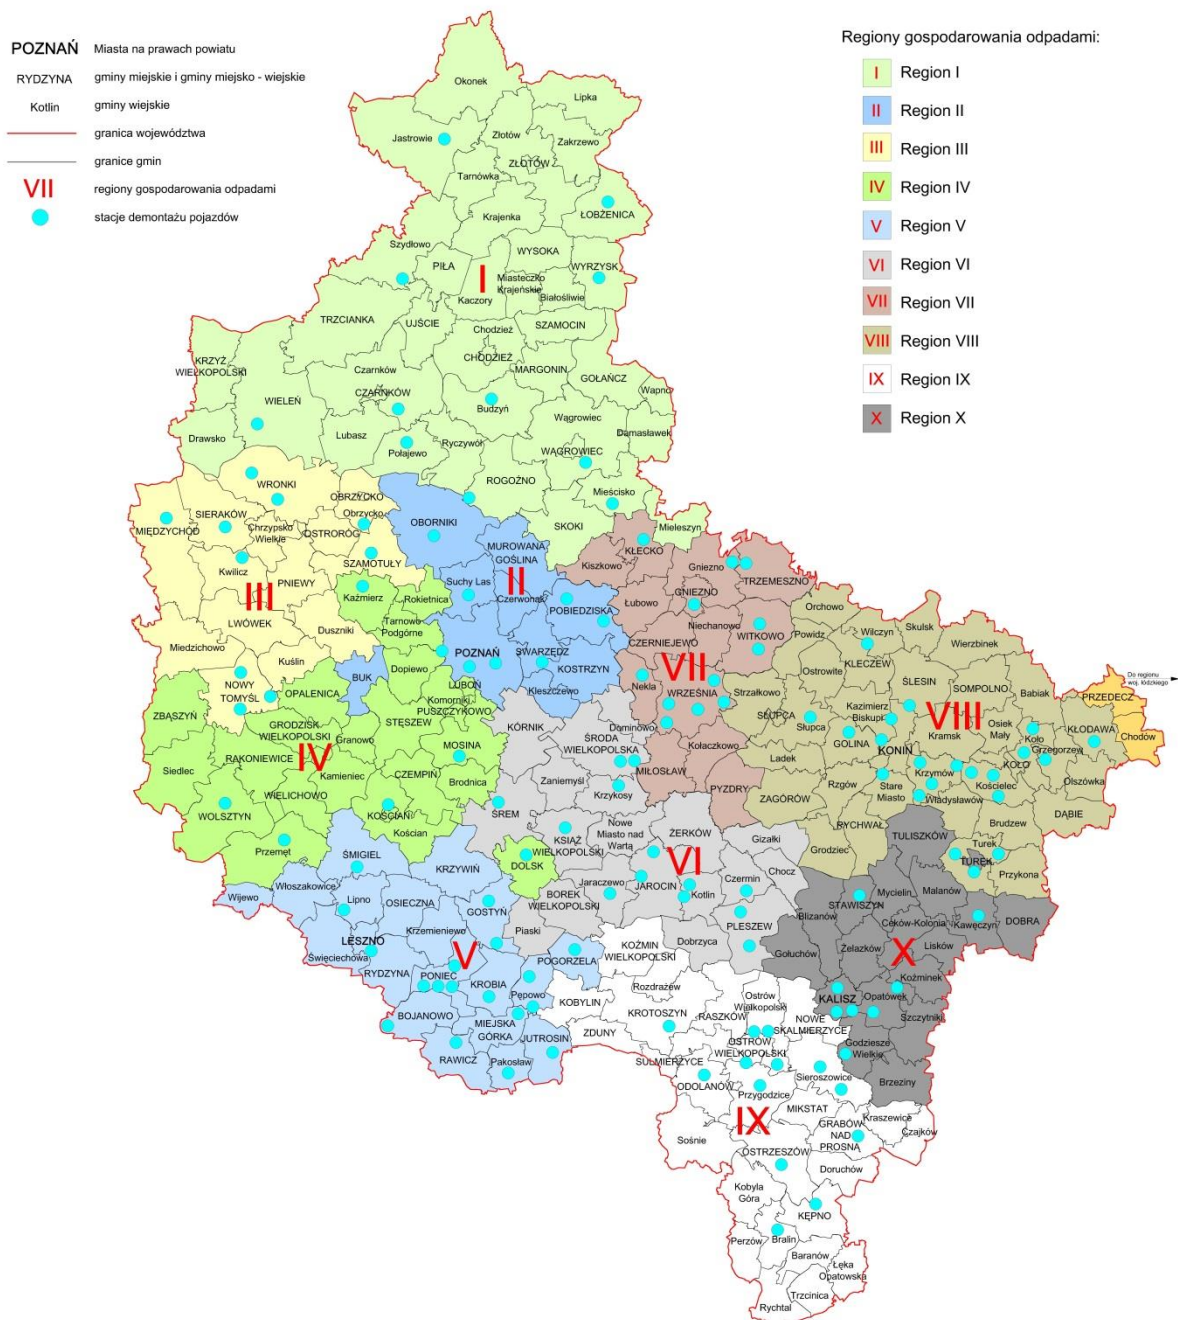 POZNAŃ Miasta na prawach powiatu
RYDZYNA gminy miejskie i gminy miejsko - wiejskie
Kotlin gminy wiejskie
granica województwa
granice gmin
VII regiony gospodarowania odpadami
stacje demontażu pojazdów
Regiony gospodarowania odpadami:
I Region I
II Region II
III Region III
IV Region IV
V Region V
VI Region VI
VII Region VII
VIII Region VIII
IX Region IX
X Region X
Okonek
Lipka
Jastrowie
Złotów
Zakrzewo
ZŁOTÓW
Tarnówka
Krajenka
ŁOBŻENICA
Szydłowo
PIŁA
WYSOKA
WYRZYSK
I
Miasteczko
Krajeńskie
Kaczory
Białośliwie
TRZCIANKA
UJŚCIE
Chodzież
SZAMOCIN
KRZYŻ
WIELKOPOLSKI
CHODZIEŻ
MARGONIN
Czarnków
GOŁAŃCZ
Wapno
WIELEŃ
CZARNKÓW
Budzyń
Wągrowiec
Damasławek
Drawsko
Lubasz
Połajewo
Ryczywół
WĄGROWIEC
ROGOŹNO
Mieścisko
SKOKI
Mieleszyn
WRONKI
OBRZYCKO
Obrzycko
SIERAKÓW
MIĘDZYCHÓD
Chrzypsko
Wielkie
OSTRORÓG
SZAMOTUŁY
Kwilicz
PNIEWY
III
LWÓWEK
Duszniki
Miedzichowo
Kuślin
NOWY
TOMYŚL
OBORNIKI
MUROWANA
GOŚLINA
II
Suchy Las
Czerwonak
POBIEDZISKA
POZNAŃ
SWARZĘDZ
KOSTRZYN
Kleszczewo
BUK
LUBOŃ
Kaźmierz
Rokietnica
Tarnowo
Podgórne
Dopiewo
Komorniki
PUSZCZYKOWO
OPALENICA
ZBĄSZYŃ
GRODZISK
WIELKOPOLSKI
Granowo
STĘSZEW
IV
MOSINA
RAKONIEWICE
Kamieniec
CZEMPIŃ
Brodnica
Siedlec
WIELICHOWO
WOLSZTYN
KOŚCIAN
Kościan
Przemęt
DOLSK
KŁECKO
Kiszkowo
Gniezno
TRZEMESZNO
Łubowo
GNIEZNO
Niechanowo
CZERNIEJEWO
WITKOWO
VII
Nekla
WRZEŚNIA
Dominowo
Kołaczkowo
MIŁOSŁAW
PYZDRY
Orchowo
Wilczyn
Skulsk
Powidz
KLECZEW
Wierzbinek
Ostrowite
ŚLESIN
SOMPOLNO
Babiak
Strzałkowo
Kazimierz
Biskupi
VIII
SŁUPCA
Słupca
Kramsk
Osiek
Mały
KŁODAWA
GOLINA
KONIN
Koło
Grzegorzew
KOŁO
Lądek
Krzymów
Olszówka
Rzgów
Stare
Miasto
Kościelec
ZAGÓRÓW
Władysławów
DĄBIE
RYCHWAŁ
Brudzew
Grodziec
Turek
TUREK
Przykona
PRZEDECZ
Chodów
Do regionu
woj. łódzkiego
KÓRNIK
ŚRODA
WIELKOPOLSKA
Zaniemyśl
Krzykosy
ŚREM
KSIĄŻ
WIELKOPOLSKI
Nowe
Miasto nad
Wartą
ŻERKÓW
Gizałki
VI
Jaraczewo
JAROCIN
Kotlin
Czermin
Chocz
BOREK
WIELKOPOLSKI
PLESZEW
Piaski
Dobrzyca
ŚMIGIEL
KRZYWIŃ
Włoszakowice
Wijewo
Lipno
OSIECZNA
GOSTYŃ
Krzemieniewo
LESZNO
Święciechowa
V
POGORZELA
RYDZYNA
PONIEC
KROBIA
Pępowo
BOJANOWO
MIEJSKA
GÓRKA
JUTROSIN
RAWICZ
Pakosław
TULISZKÓW
Mycielin
Malanów
STAWISZYN
Blizanów
Ceków-Kolonia
Kawęczyn
DOBRA
Żelazków
X
Lisków
Gołuchów
Koźminek
KALISZ
Opatówek
Szczytniki
Godziesze
Wielkie
Brzeziny
KOŹMIN
WIELKOPOLSKI
Rozdrażew
KOBYLIN
KROTOSZYN
RASZKÓW
Ostrów
Wielkopolski
NOWE
SKALMIERZYCE
ZDUNY
OSTRÓW
WIELKOPOLSKI
SULMIERZYCE
ODOLANÓW
Sieroszowice
Przygodzice
IX
MIKSTAT
Kraszewice
GRABÓW
NAD
PROSNĄ
Czajków
Sośnie
OSTRZESZÓW
Doruchów
Kobyla
Góra
KĘPNO
Bralin
Perzów
Baranów
Łęka
Opatowska
Trzcinica
Rychtal